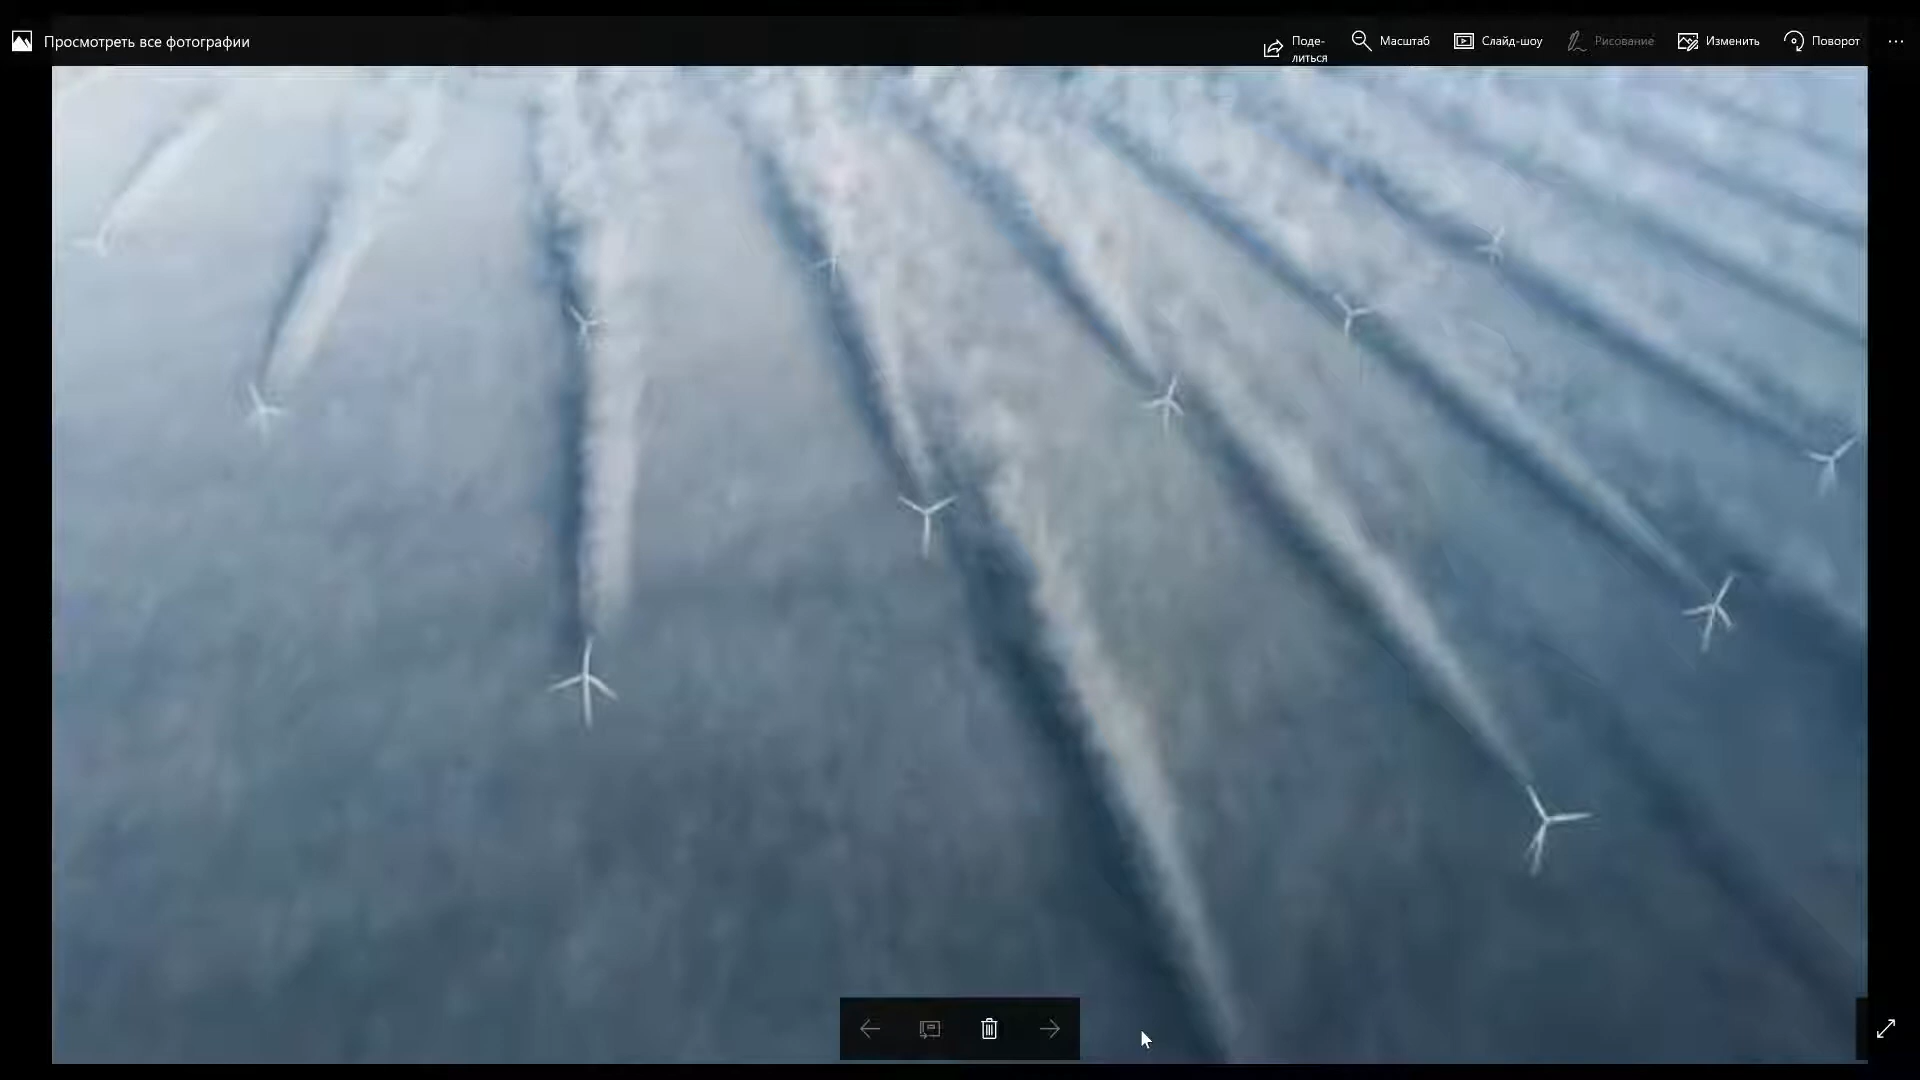 Просмотреть все фотографии
Поде-
литься
Масштаб
Слайд-шоу
Рисование
Изменить
Поворот